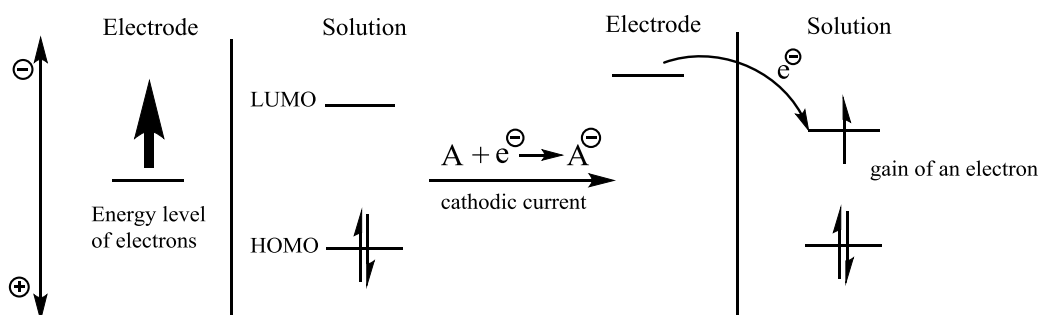 Electrode
Solution
⊖
LUMO
Energy level
of electrons
HOMO
⊕
A + e⊖ → A⊖
cathodic current
Electrode
Solution
e⊖
gain of an electron